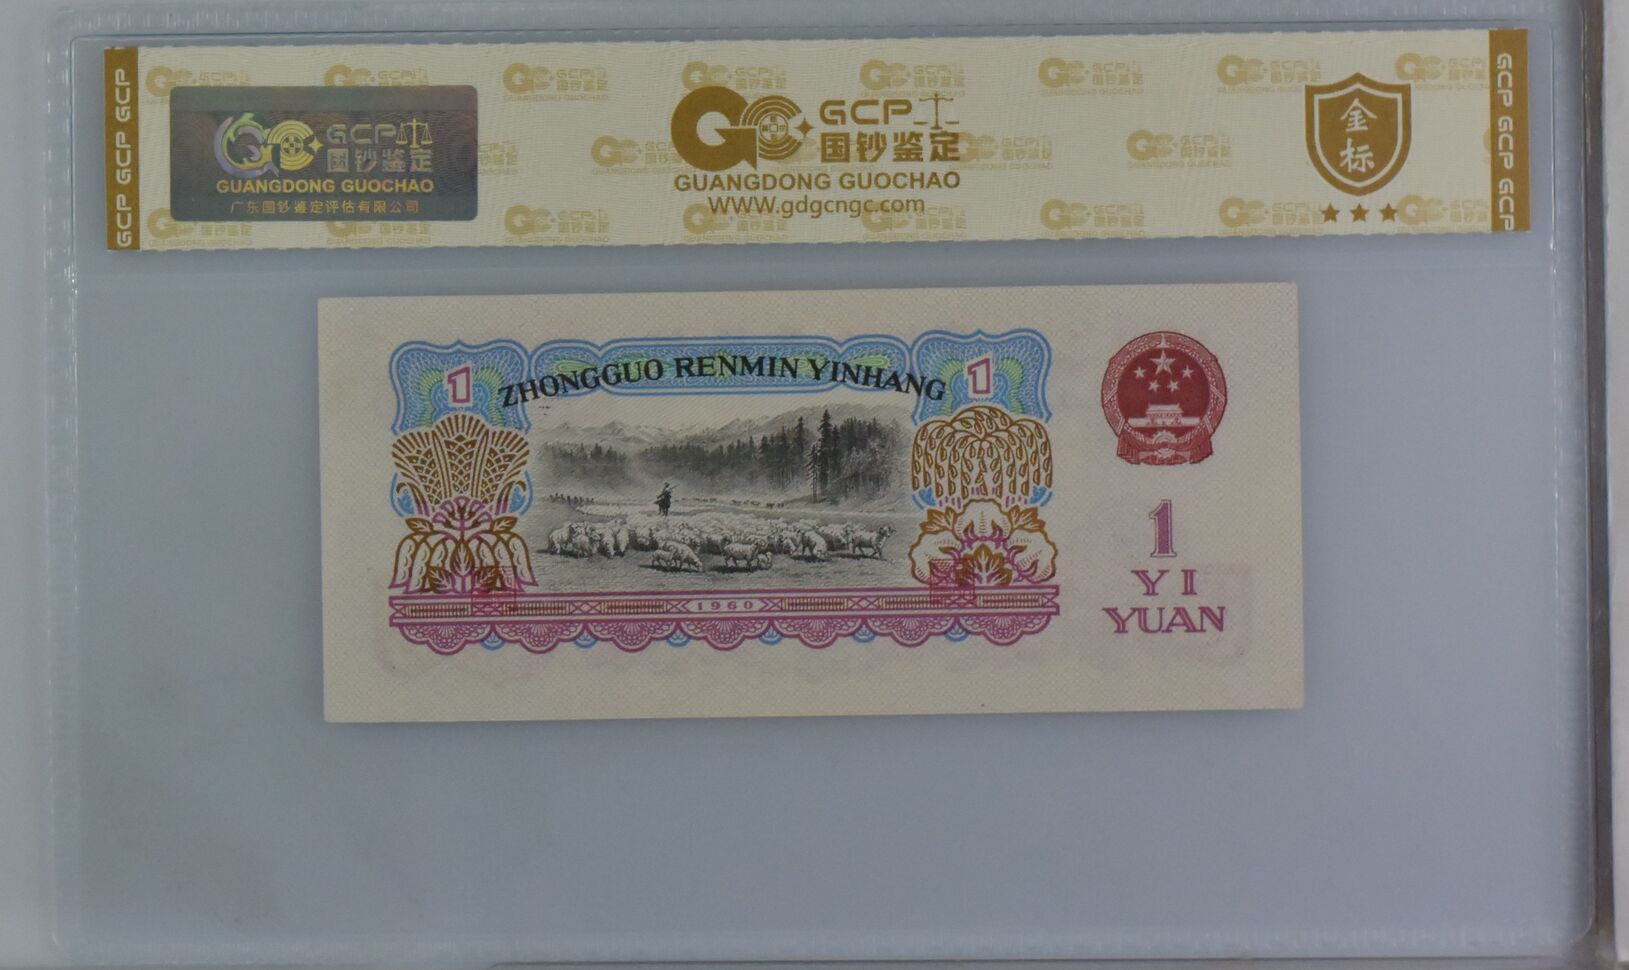 GCP GCP GCP
GCP
国钞鉴定
GUANGDONG GUOCHAO
广东国钞鉴定评估有限公司
GCP
国钞鉴定
GUANGDONG GUOCHAO
WWW.gdgcngc.com
金标
GCP GCP GCP
1
ZHONGGUO RENMIN YINHANG
1
1960
1
YI
YUAN